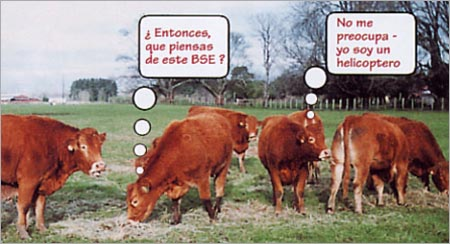 ¿ Entonces,
que piensas
de este BSE ?
No me
preocupa -
yo soy un
helicoptero